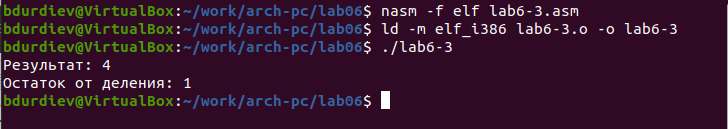 bdurdiev@VirtualBox:~/work/arch-pc/lab06$ nasm -f elf lab6-3.asm
bdurdiev@VirtualBox:~/work/arch-pc/lab06$ ld -m elf_i386 lab6-3.o -o lab6-3
bdurdiev@VirtualBox:~/work/arch-pc/lab06$ ./lab6-3
Результат: 4
Остаток от деления: 1
bdurdiev@VirtualBox:~/work/arch-pc/lab06$